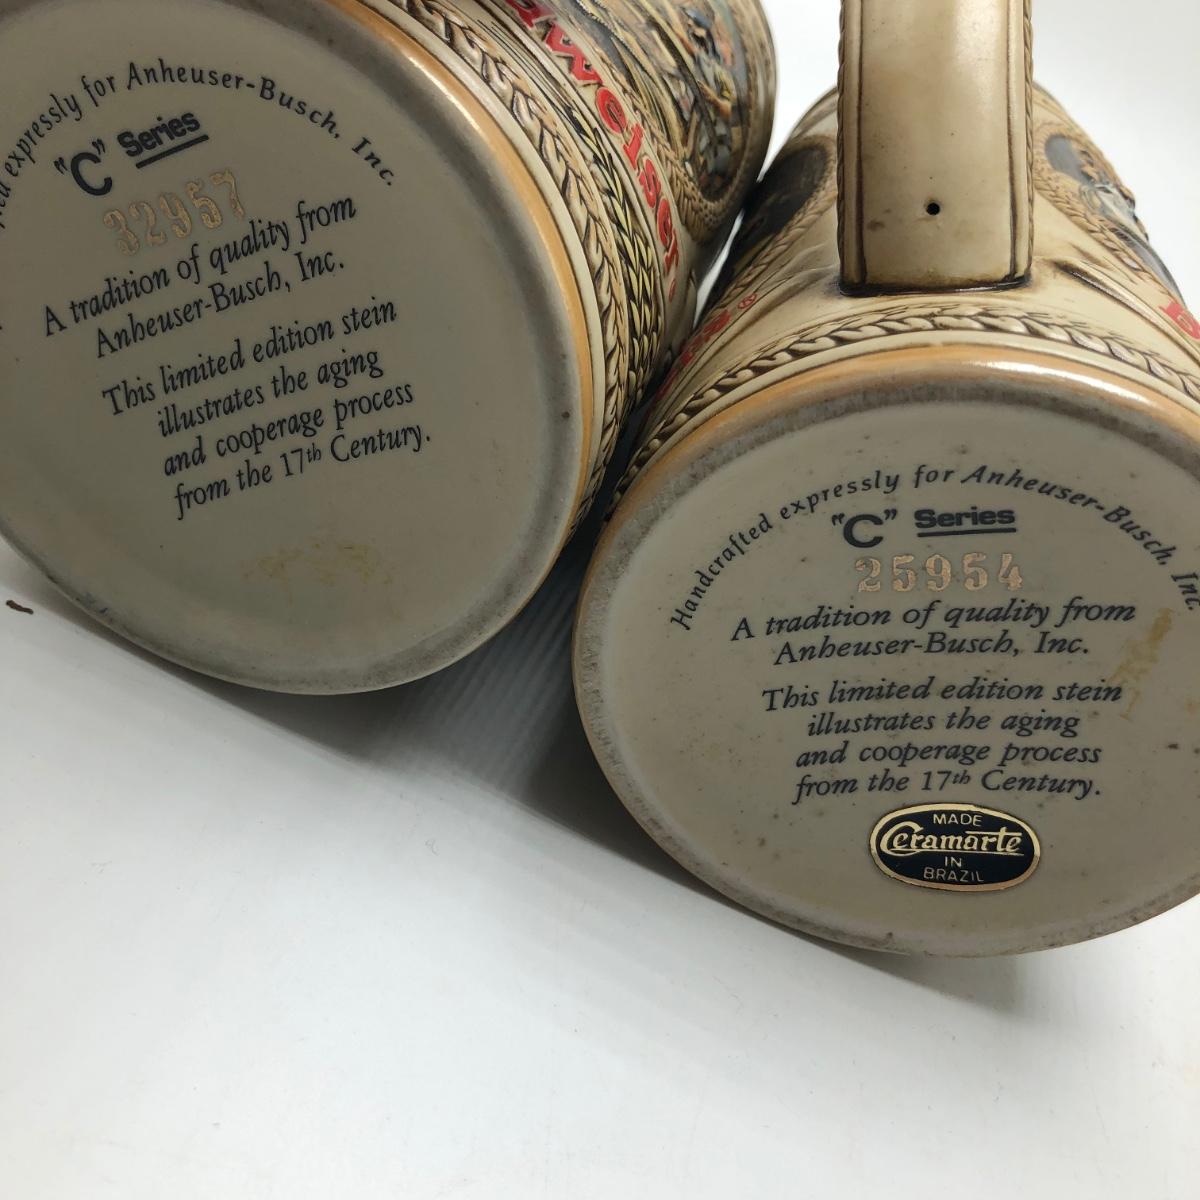 expressly for Anheuser-Busch, Inc.
"C" Series
32957
A tradition of quality from
Anheuser-Busch, Inc.
This limited edition stein
illustrates the aging
and cooperage process
from the 17th Century.
Handcrafted expressly for Anheuser-Busch, Inc.
"C" Series
25954
A tradition of quality from
Anheuser-Busch, Inc.
This limited edition stein
illustrates the aging
and cooperage process
from the 17th Century.
MADE
Ceramarte
IN
BRAZIL